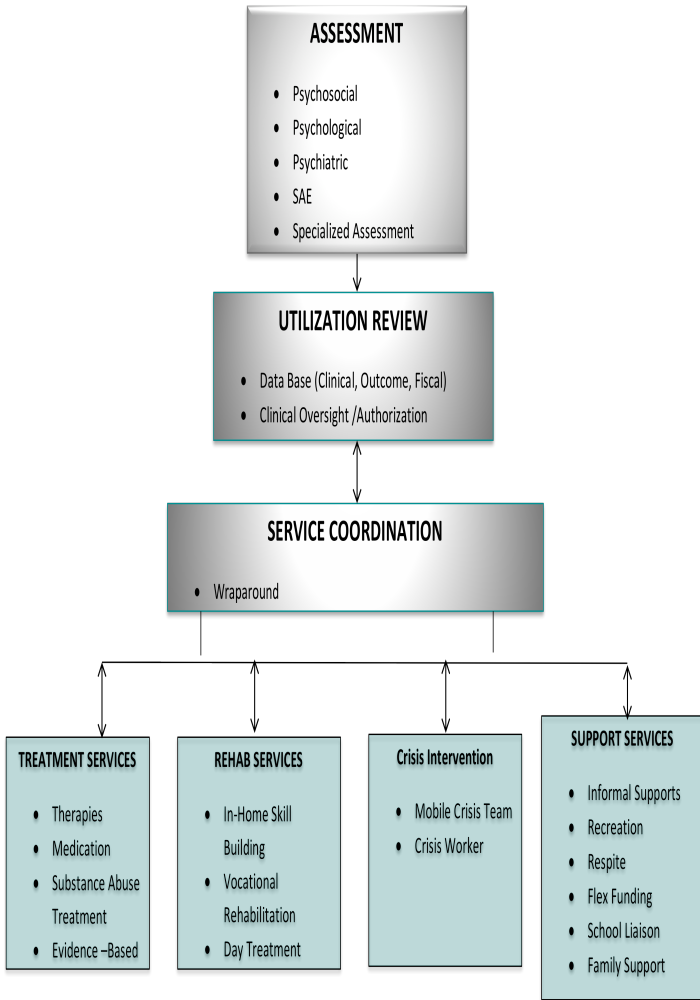 ASSESSMENT
• Psychosocial
• Psychological
• Psychiatric
• SAE
• Specialized Assessment
UTILIZATION REVIEW
• Data Base (Clinical, Outcome, Fiscal)
• Clinical Oversight /Authorization
SERVICE COORDINATION
• Wraparound
TREATMENT SERVICES
• Therapies
• Medication
• Substance Abuse
Treatment
• Evidence –Based
REHAB SERVICES
• In-Home Skill
Building
• Vocational
Rehabilitation
• Day Treatment
Crisis Intervention
• Mobile Crisis Team
• Crisis Worker
SUPPORT SERVICES
• Informal Supports
• Recreation
• Respite
• Flex Funding
• School Liaison
• Family Support